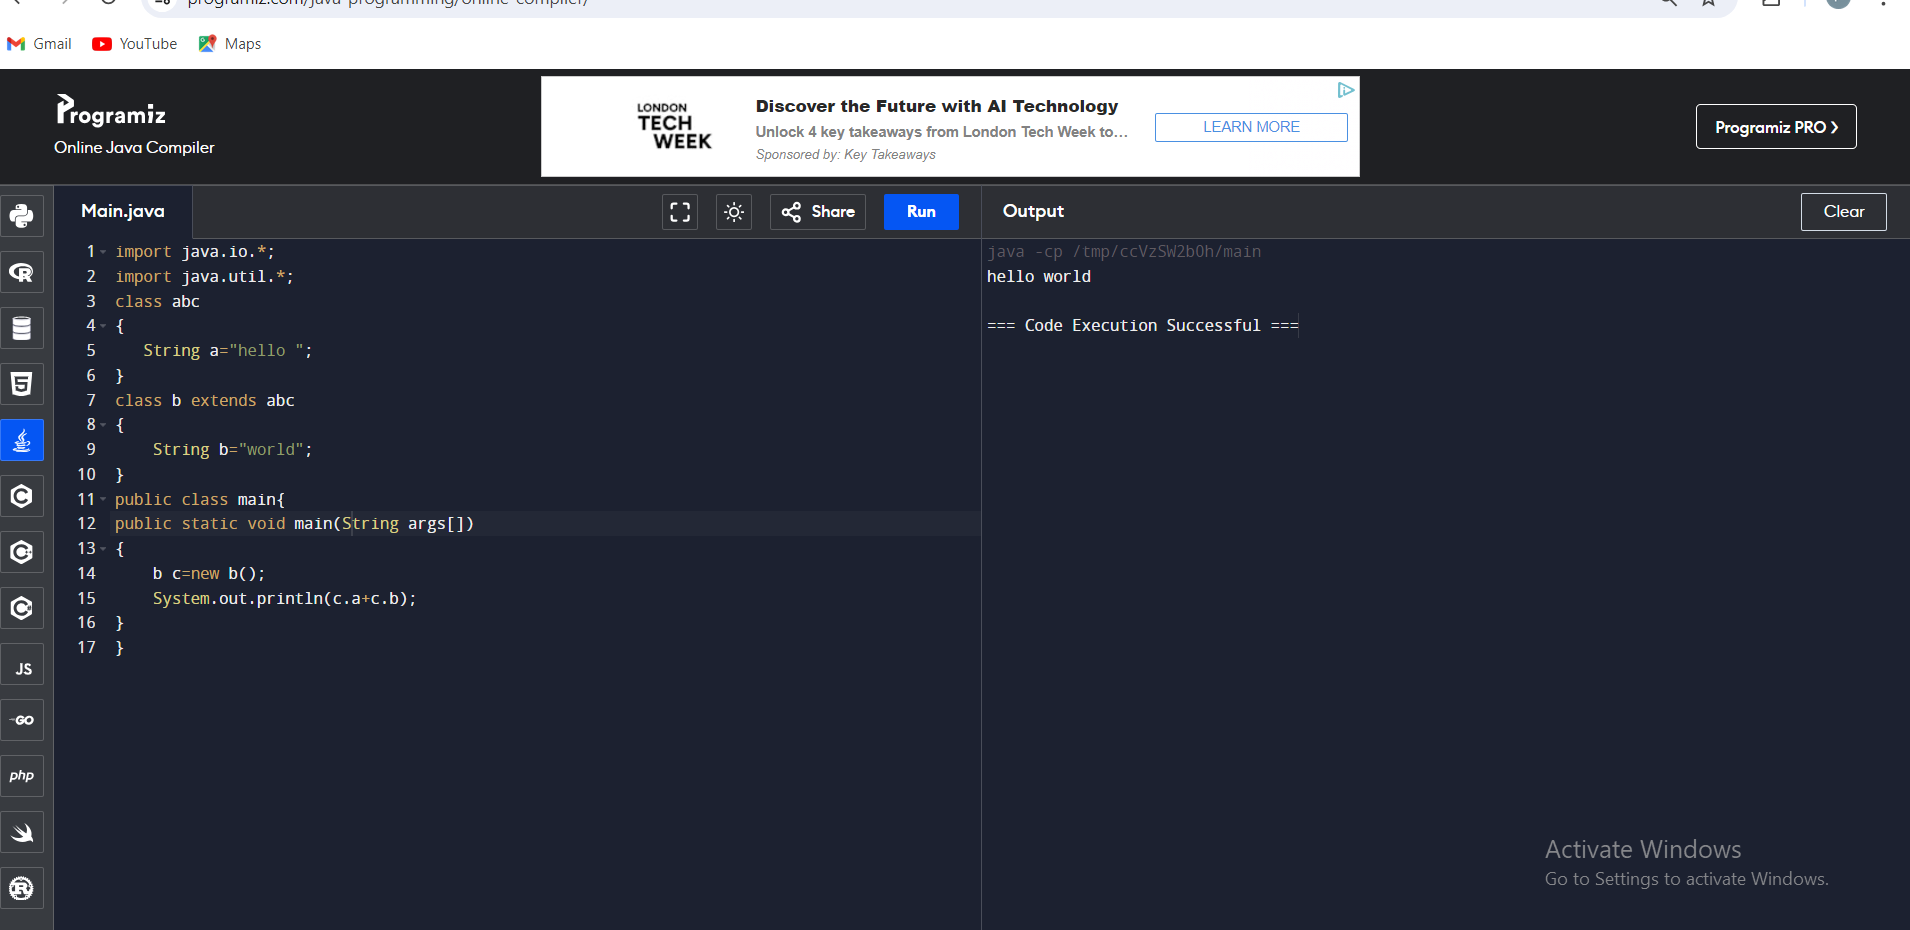 programiz.com/java-programming/online-compiler/
Gmail YouTube Maps
Programiz
Online Java Compiler
LONDON
TECH
WEEK
Discover the Future with AI Technology
Unlock 4 key takeaways from London Tech Week to...
Sponsored by: Key Takeaways
LEARN MORE
Programiz PRO
Main.java
Share
Run
Output
Clear
1 import java.io.*;
2 import java.util.*;
3 class abc
4 {
5    String a="hello ";
6 }
7 class b extends abc
8 {
9     String b="world";
10 }
11 public class main{
12 public static void main(String args[])
13 {
14     b c=new b();
15     System.out.println(c.a+c.b);
16 }
17 }
java -cp /tmp/ccVzSW2b0h/main
hello world
=== Code Execution Successful ===
R
5
C
C
C
JS
GO
php
R
Activate Windows
Go to Settings to activate Windows.